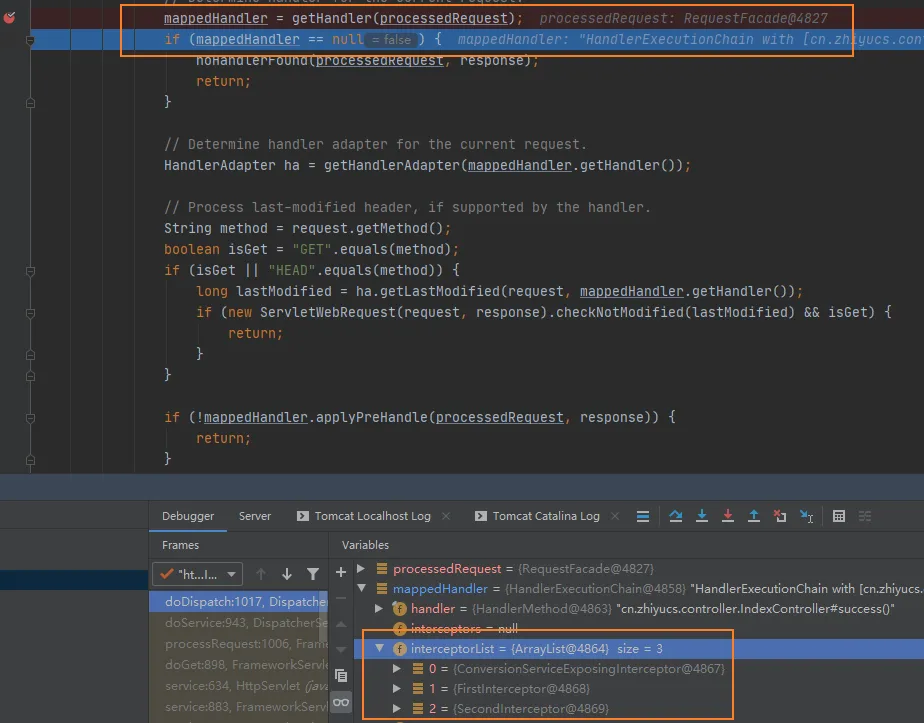 // Determine handler for the current request.
mappedHandler = getHandler(processedRequest); processedRequest: RequestFacade@4827
if (mappedHandler == null = false ) { mappedHandler: "HandlerExecutionChain with [cn.zhiyucs.con
noHandlerFound(processedRequest, response);
return;
}
// Determine handler adapter for the current request.
HandlerAdapter ha = getHandlerAdapter(mappedHandler.getHandler());
// Process last-modified header, if supported by the handler.
String method = request.getMethod();
boolean isGet = "GET".equals(method);
if (isGet || "HEAD".equals(method)) {
long lastModified = ha.getLastModified(request, mappedHandler.getHandler());
if (new ServletWebRequest(request, response).checkNotModified(lastModified) && isGet) {
return;
}
}
if (!mappedHandler.applyPreHandle(processedRequest, response)) {
return;
}
Debugger Server Tomcat Localhost Log Tomcat Catalina Log
Frames Variables
"ht...l...
doDispatch:1017, Dispatche
doService:943, DispatcherSe
processRequest:1006, Frame
doGet:898, FrameworkServle
service:634, HttpServlet (java
service:883, FrameworkServ
processedRequest = {RequestFacade@4827}
mappedHandler = {HandlerExecutionChain@4858} "HandlerExecutionChain with [cn.zhiyucs.
handler = {HandlerMethod@4863} "cn.zhiyucs.controller.IndexController#success()"
interceptors = null
interceptorList = {ArrayList@4864} size = 3
0 = {ConversionServiceExposingInterceptor@4867}
1 = {FirstInterceptor@4868}
2 = {SecondInterceptor@4869}